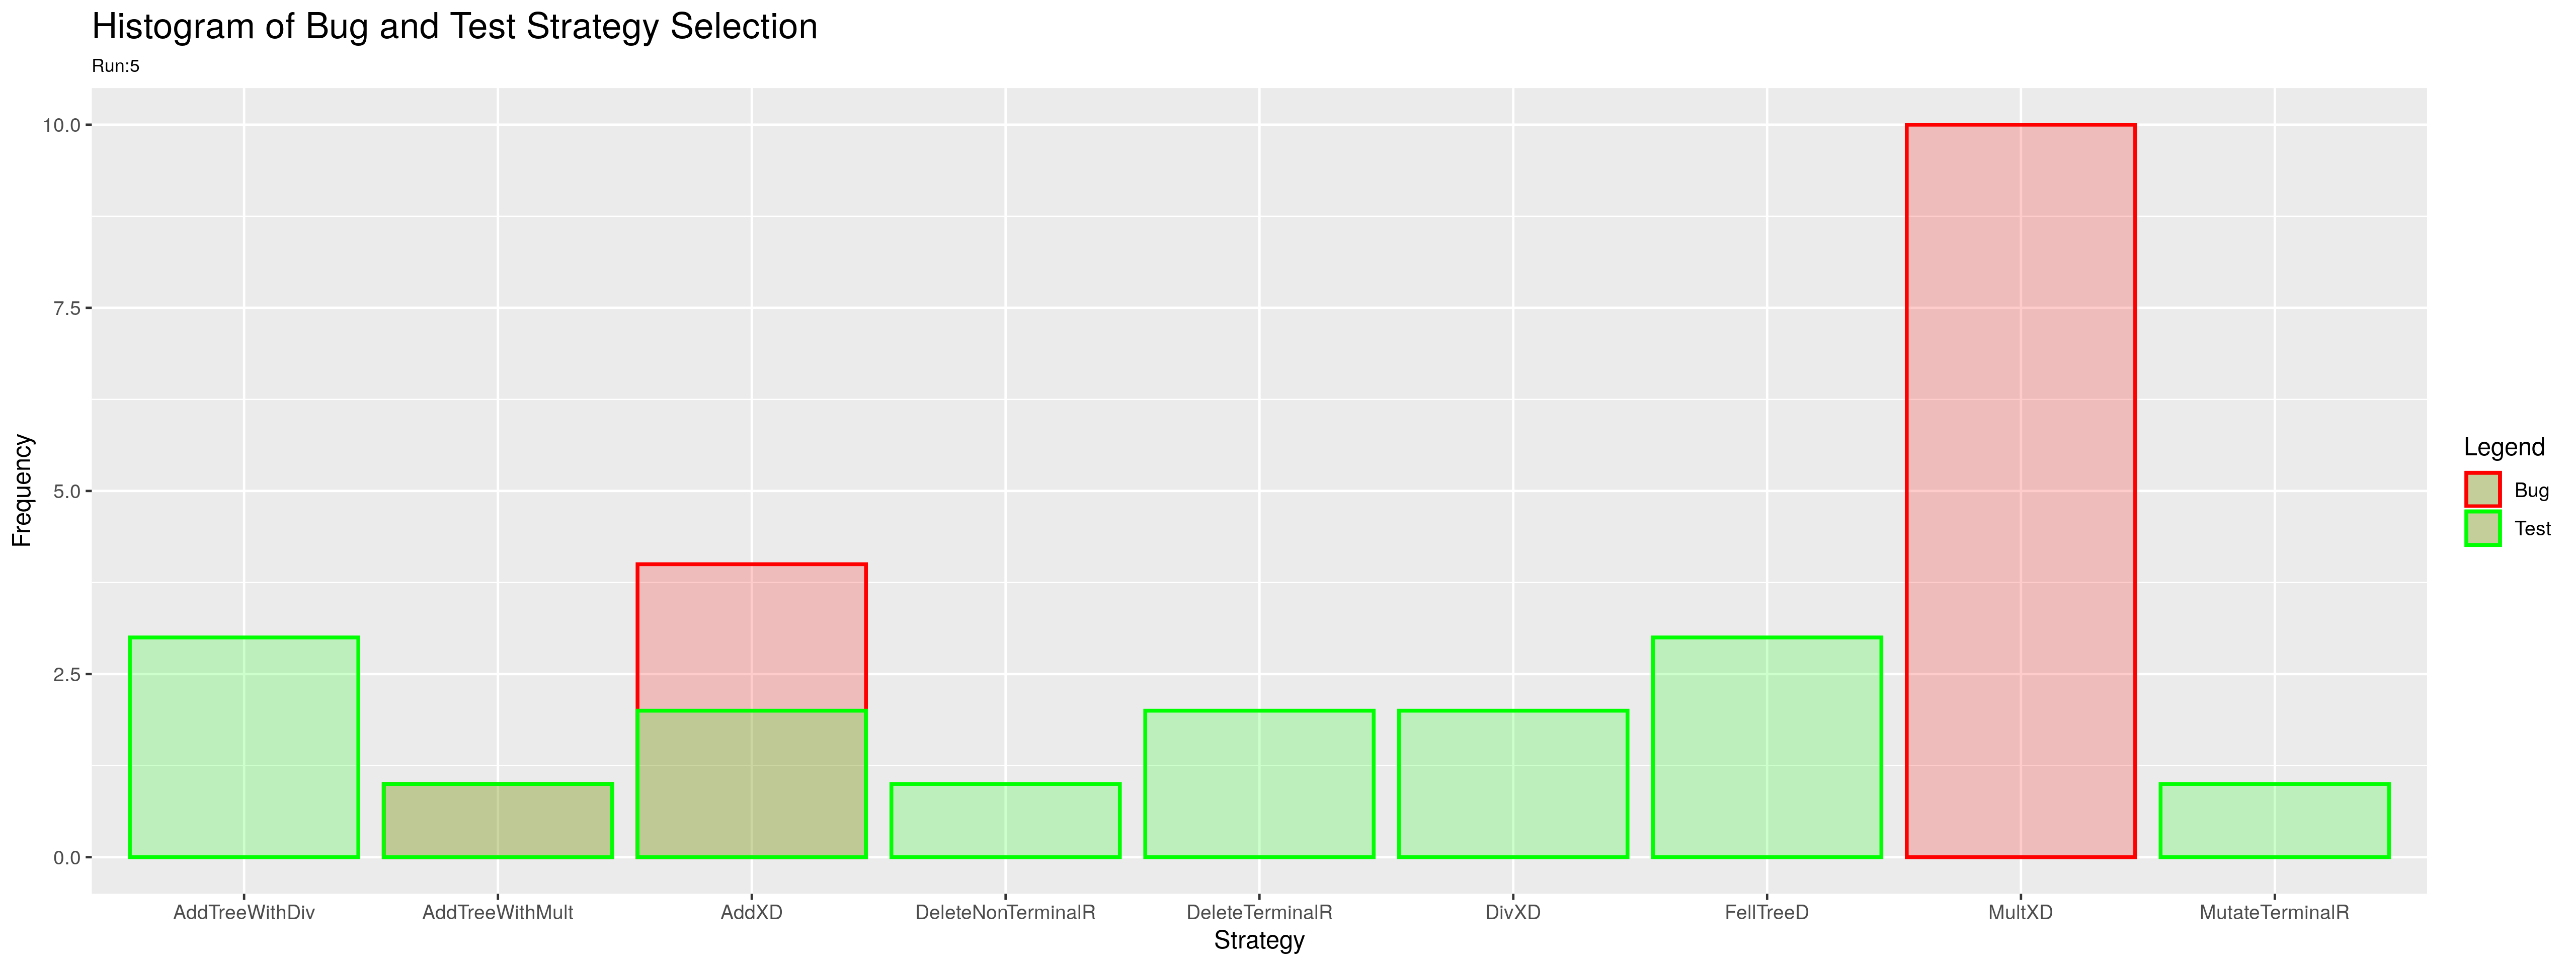 Histogram of Bug and Test Strategy Selection
Run:5
10.0
7.5
5.0
2.5
0.0
Frequency
AddTreeWithDiv
AddTreeWithMult
AddXD
DeleteNonTerminalR
DeleteTerminalR
DivXD
FellTreeD
MultXD
MutateTerminalR
Strategy
Legend
Bug
Test